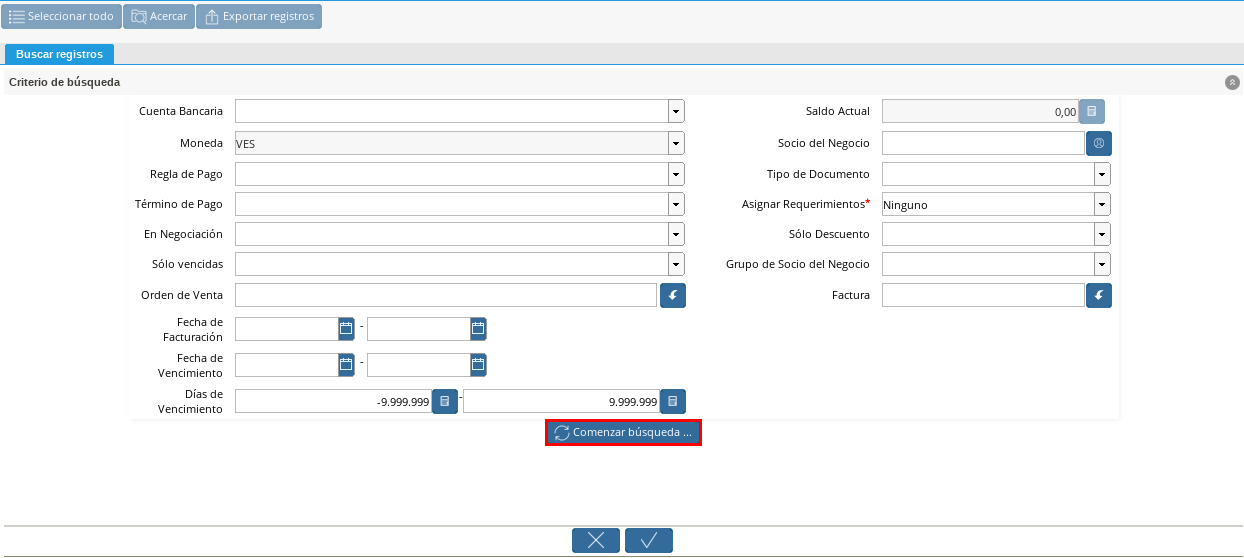 Seleccionar todo Acercar Exportar registros
Buscar registros
Criterio de búsqueda
Cuenta Bancaria Saldo Actual 0,00
Moneda VES Socio del Negocio
Regla de Pago Tipo de Documento
Término de Pago Asignar Requerimientos* Ninguno
En Negociación Sólo Descuento
Sólo vencidas Grupo de Socio del Negocio
Orden de Venta Factura
Fecha de
Facturación -
Fecha de
Vencimiento -
Días de
Vencimiento -9.999.999 - 9.999.999
Comenzar búsqueda ...